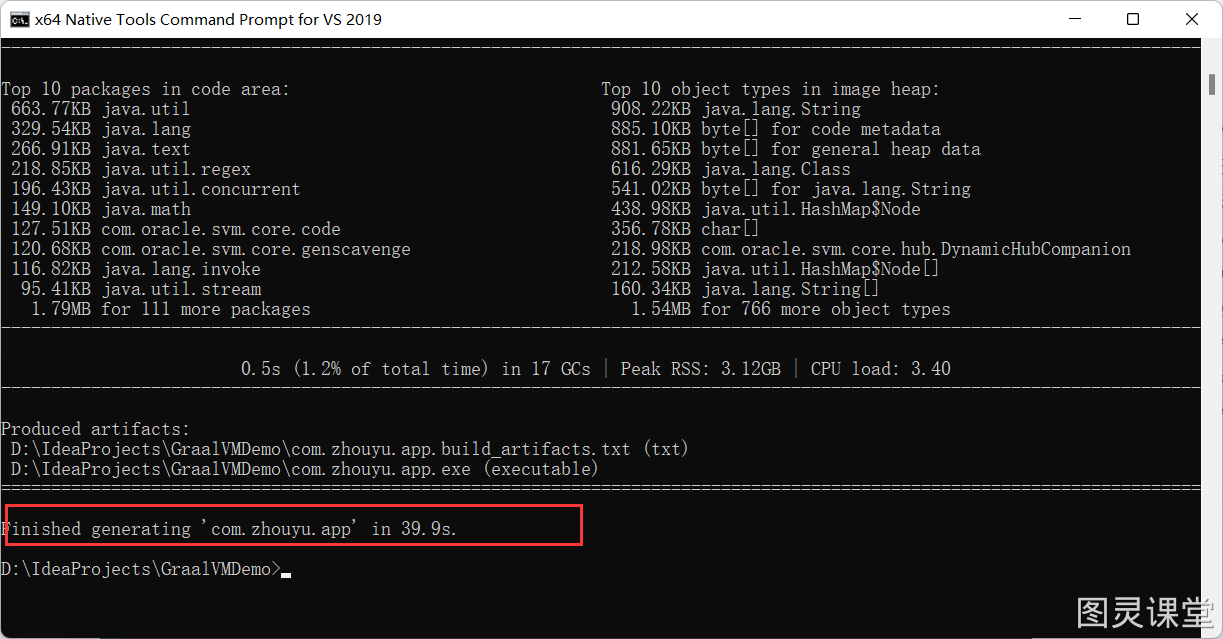 x64 Native Tools Command Prompt for VS 2019
Top 10 packages in code area: Top 10 object types in image heap:
663.77KB java.util 908.22KB java.lang.String
329.54KB java.lang 885.10KB byte[] for code metadata
266.91KB java.text 881.65KB byte[] for general heap data
218.85KB java.util.regex 616.29KB java.lang.Class
196.43KB java.util.concurrent 541.02KB byte[] for java.lang.String
149.10KB java.math 438.98KB java.util.HashMap$Node
127.51KB com.oracle.svm.core.code 356.78KB char[]
120.68KB com.oracle.svm.core.genscavenge 218.98KB com.oracle.svm.core.hub.DynamicHubCompanion
116.82KB java.lang.invoke 212.58KB java.util.HashMap$Node[]
95.41KB java.util.stream 160.34KB java.lang.String[]
1.79MB for 111 more packages 1.54MB for 766 more object types
0.5s (1.2% of total time) in 17 GCs | Peak RSS: 3.12GB | CPU load: 3.40
Produced artifacts:
D:\IdeaProjects\GraalVMDemo\com.zhouyu.app.build_artifacts.txt (txt)
D:\IdeaProjects\GraalVMDemo\com.zhouyu.app.exe (executable)
Finished generating 'com.zhouyu.app' in 39.9s.
D:\IdeaProjects\GraalVMDemo>
图灵课堂